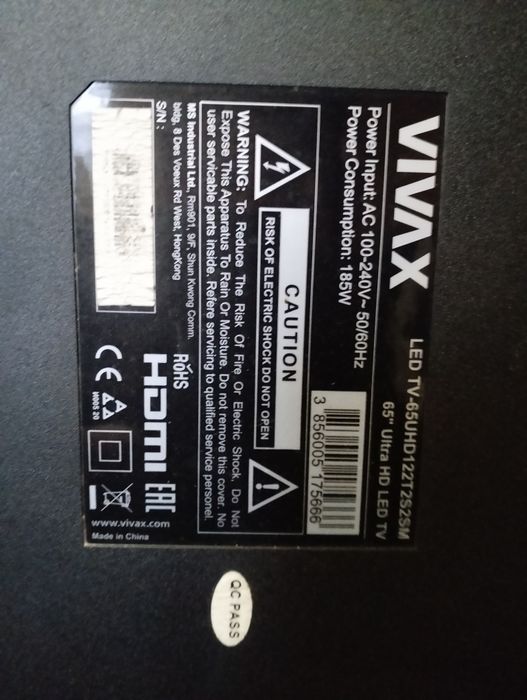 VIVAX
LED TV-65UHD122T2S2SM
65" Ultra HD LED TV
Power Input: AC 100-240V~ 50/60Hz
Power Consumption: 185W
3 856005 175666
CAUTION
RISK OF ELECTRIC SHOCK DO NOT OPEN
WARNING: To Reduce The Risk Of Fire Or Electric Shock, Do Not
Expose This Apparatus To Rain Or Moisture. Do not remove this cover. No
user servicable parts inside. Refere servicing to qualified service personel.
MS Industrial Ltd., Rm901, 9/F, Shun Kwong Comm.
bldg, 8 Des Voeux Rd West, HongKong
S/N :
RoHS
HDMI
EAC
CE
www.vivax.com
Made in China
QC PASS